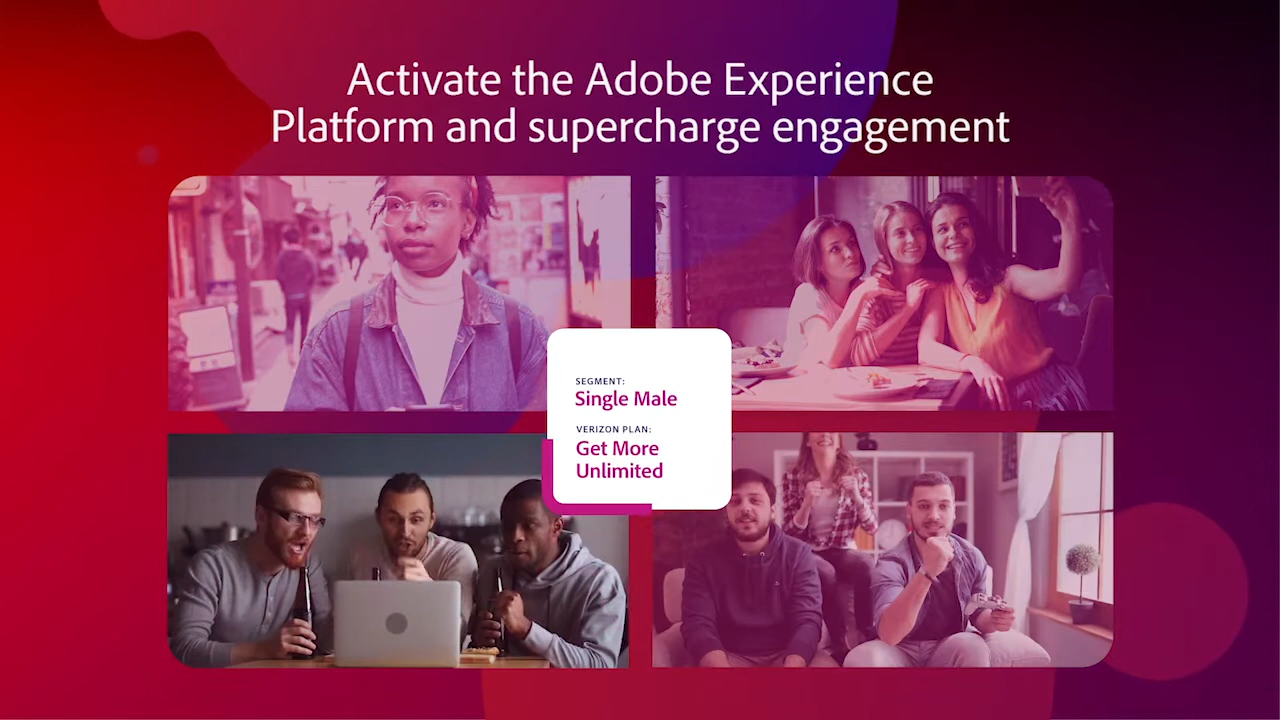 Activate the Adobe Experience
Platform and supercharge engagement
SEGMENT:
Single Male
VERIZON PLAN:
Get More
Unlimited